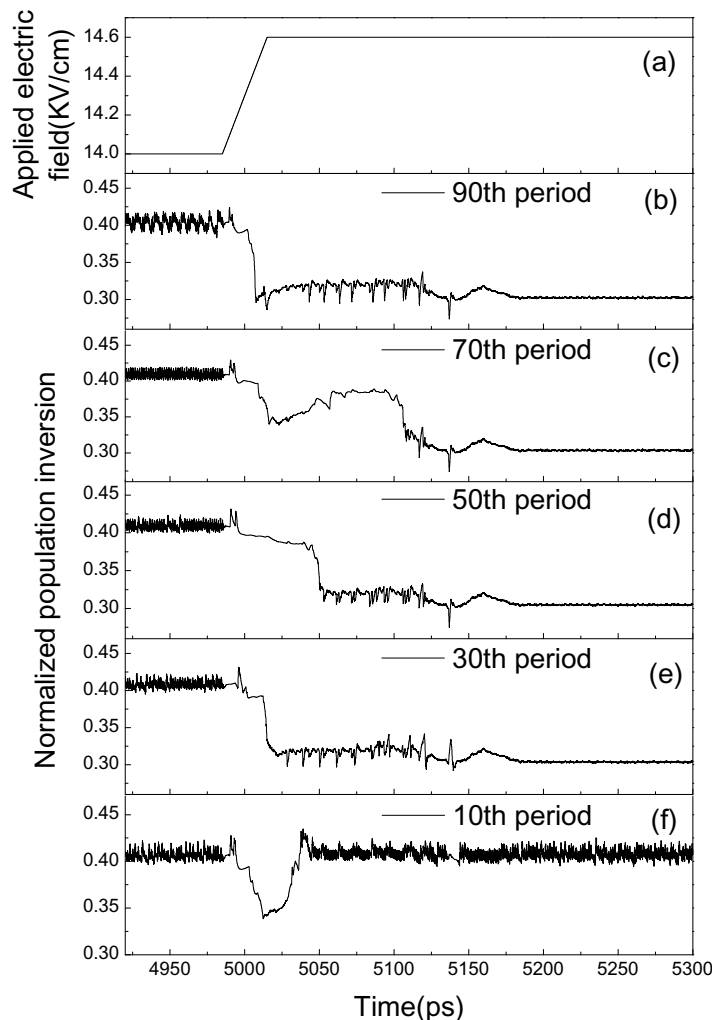 Applied electric
field(KV/cm)
14.6
14.4
14.2
14.0
(a)
Normalized population inversion
0.45
0.40
0.35
0.30
90th period
(b)
0.45
0.40
0.35
0.30
70th period
(c)
0.45
0.40
0.35
0.30
50th period
(d)
0.45
0.40
0.35
0.30
30th period
(e)
0.45
0.40
0.35
0.30
10th period
(f)
4950 5000 5050 5100 5150 5200 5250 5300
Time(ps)